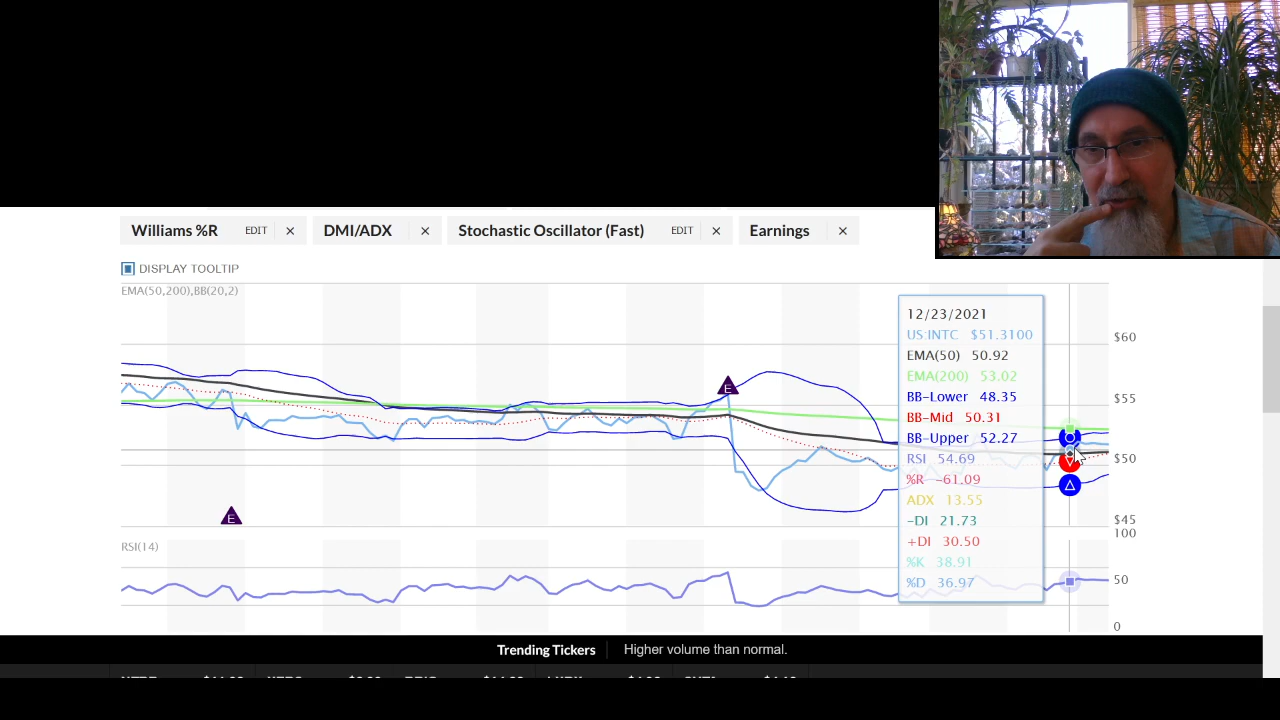 Williams %R EDIT × DMI/ADX × Stochastic Oscillator (Fast) EDIT × Earnings ×
DISPLAY TOOLTIP
EMA(50,200),BB(20,2)
12/23/2021
US:INTC $51.3100
EMA(50) 50.92
EMA(200) 53.02
BB-Lower 48.35
BB-Mid 50.31
BB-Upper 52.27
RSI 54.69
%R -61.09
ADX 13.55
-DI 21.73
+DI 30.50
%K 38.91
%D 36.97
$60
$55
$50
$45
E
E
RSI(14)
100
50
0
Trending Tickers Higher volume than normal.